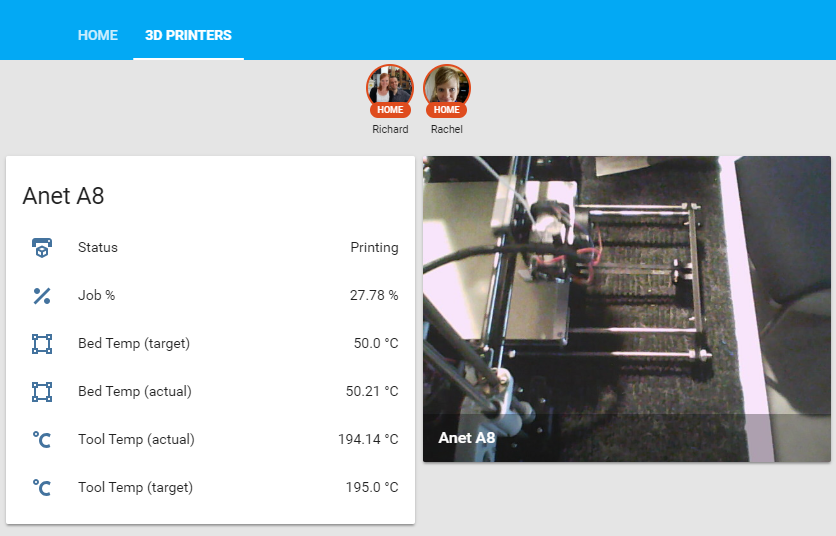 HOME 3D PRINTERS
HOME HOME
Richard Rachel
Anet A8
Status Printing
Job % 27.78 %
Bed Temp (target) 50.0 °C
Bed Temp (actual) 50.21 °C
Tool Temp (actual) 194.14 °C
Tool Temp (target) 195.0 °C
Anet A8